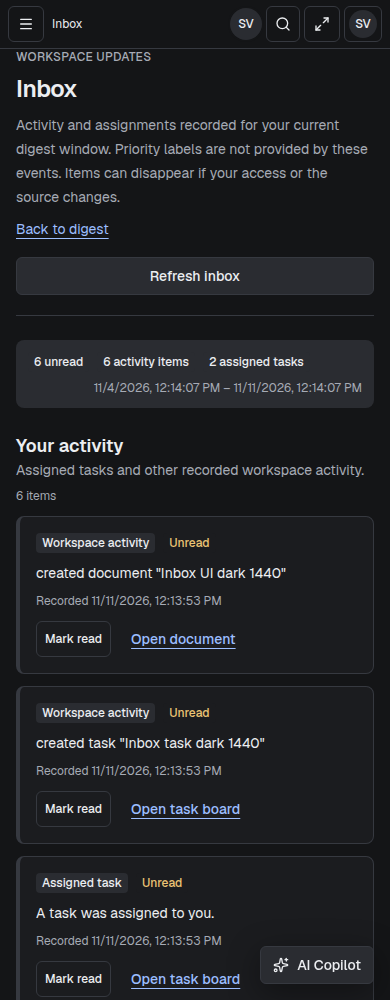 Inbox
SV
SV
WORKSPACE UPDATES
Inbox
Activity and assignments recorded for your current
digest window. Priority labels are not provided by these
events. Items can disappear if your access or the
source changes.
Back to digest
Refresh inbox
6 unread 6 activity items 2 assigned tasks
11/4/2026, 12:14:07 PM – 11/11/2026, 12:14:07 PM
Your activity
Assigned tasks and other recorded workspace activity.
6 items
Workspace activity Unread
created document "Inbox UI dark 1440"
Recorded 11/11/2026, 12:13:53 PM
Mark read Open document
Workspace activity Unread
created task "Inbox task dark 1440"
Recorded 11/11/2026, 12:13:53 PM
Mark read Open task board
Assigned task Unread
A task was assigned to you.
Recorded 11/11/2026, 12:13:53 PM
Mark read Open task board
AI Copilot